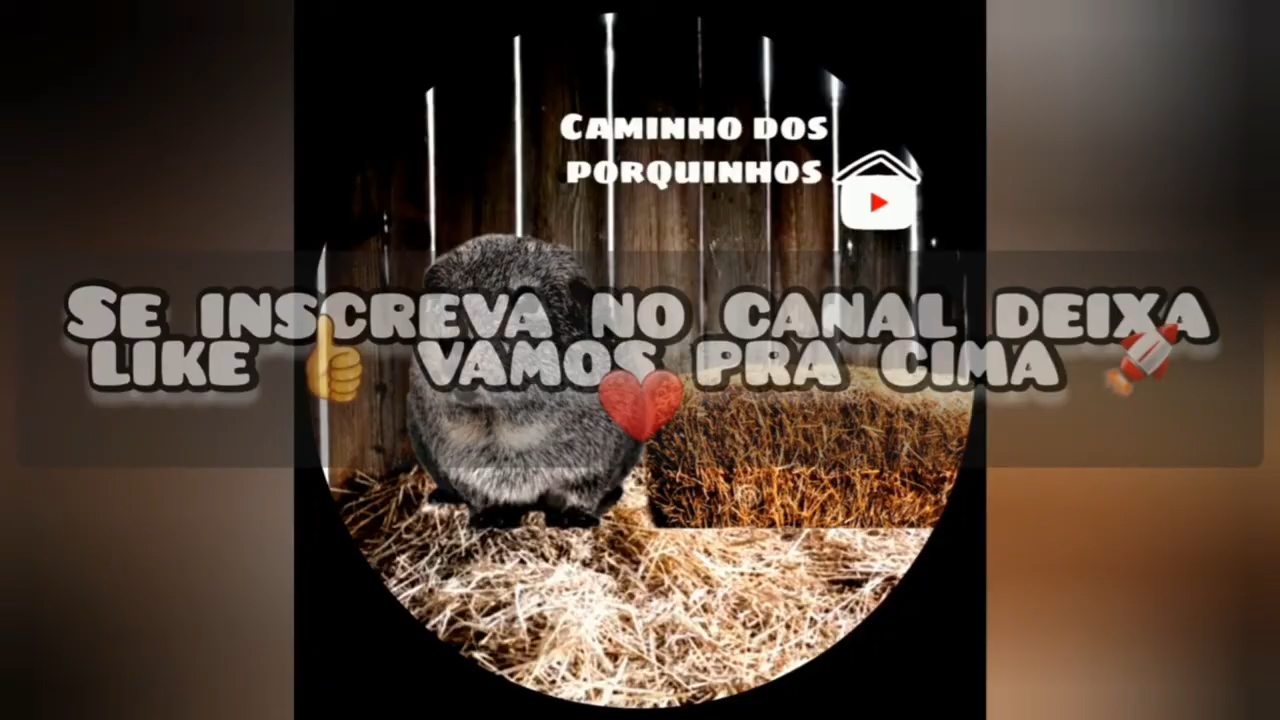 CAMINHO DOS
PORQUINHOS
SE INSCREVA NO CANAL DEIXA
LIKE 👍 VAMOS PRA CIMA 🚀
❤️